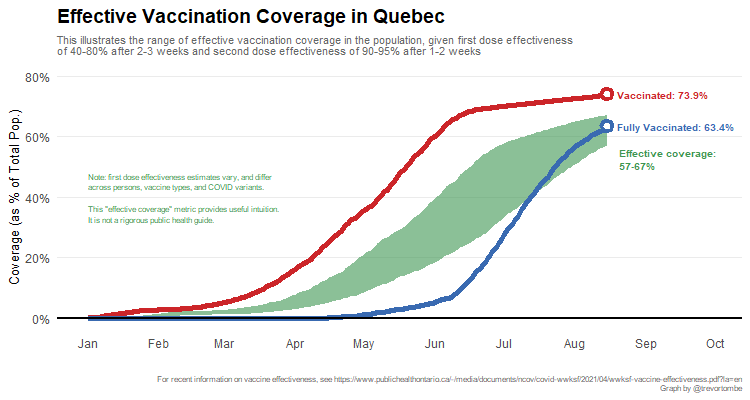 Effective Vaccination Coverage in Quebec
This illustrates the range of effective vaccination coverage in the population, given first dose effectiveness
of 40-80% after 2-3 weeks and second dose effectiveness of 90-95% after 1-2 weeks
Coverage (as % of Total Pop.)
80%
60%
40%
20%
0%
Note: first dose effectiveness estimates vary, and differ
across persons, vaccine types, and COVID variants.
This "effective coverage" metric provides useful intuition.
It is not a rigorous public health guide.
Vaccinated: 73.9%
Fully Vaccinated: 63.4%
Effective coverage:
57-67%
Jan Feb Mar Apr May Jun Jul Aug Sep Oct
For recent information on vaccine effectiveness, see https://www.publichealthontario.ca/-/media/documents/ncov/covid-wwksf/2021/04/wwksf-vaccine-effectiveness.pdf?la=en
Graph by @trevortombe